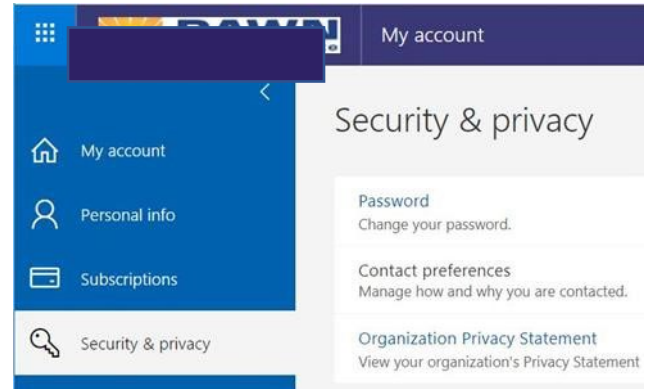 My account
Security & privacy
My account
Personal info
Subscriptions
Security & privacy
Password
Change your password.
Contact preferences
Manage how and why you are contacted.
Organization Privacy Statement
View your organization's Privacy Statement